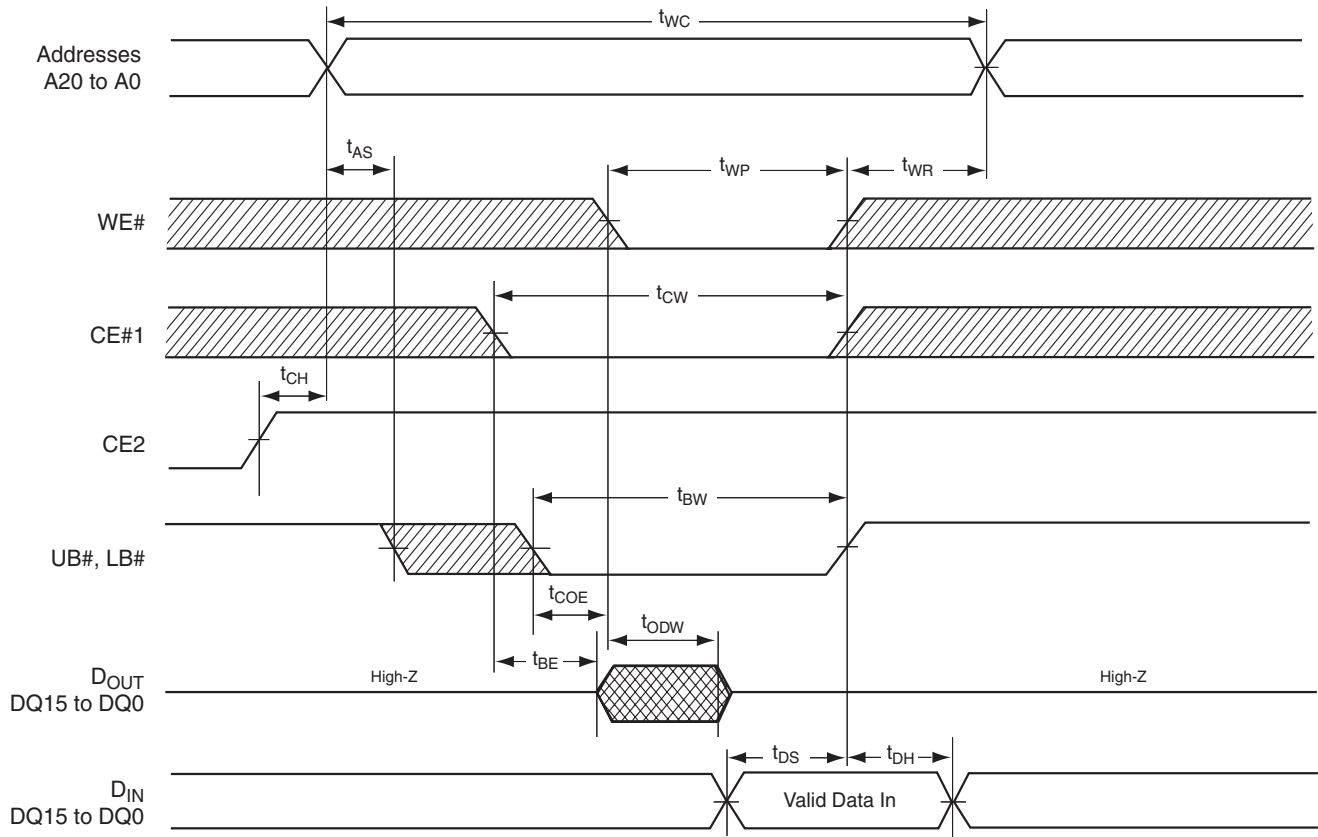 tWC
Addresses
A20 to A0
tAS
tWP
tWR
WE#
tCW
CE#1
tCH
CE2
tBW
UB#, LB#
tCOE
tODW
tBE
DOUT
DQ15 to DQ0
High-Z
High-Z
tDS
tDH
DIN
DQ15 to DQ0
Valid Data In